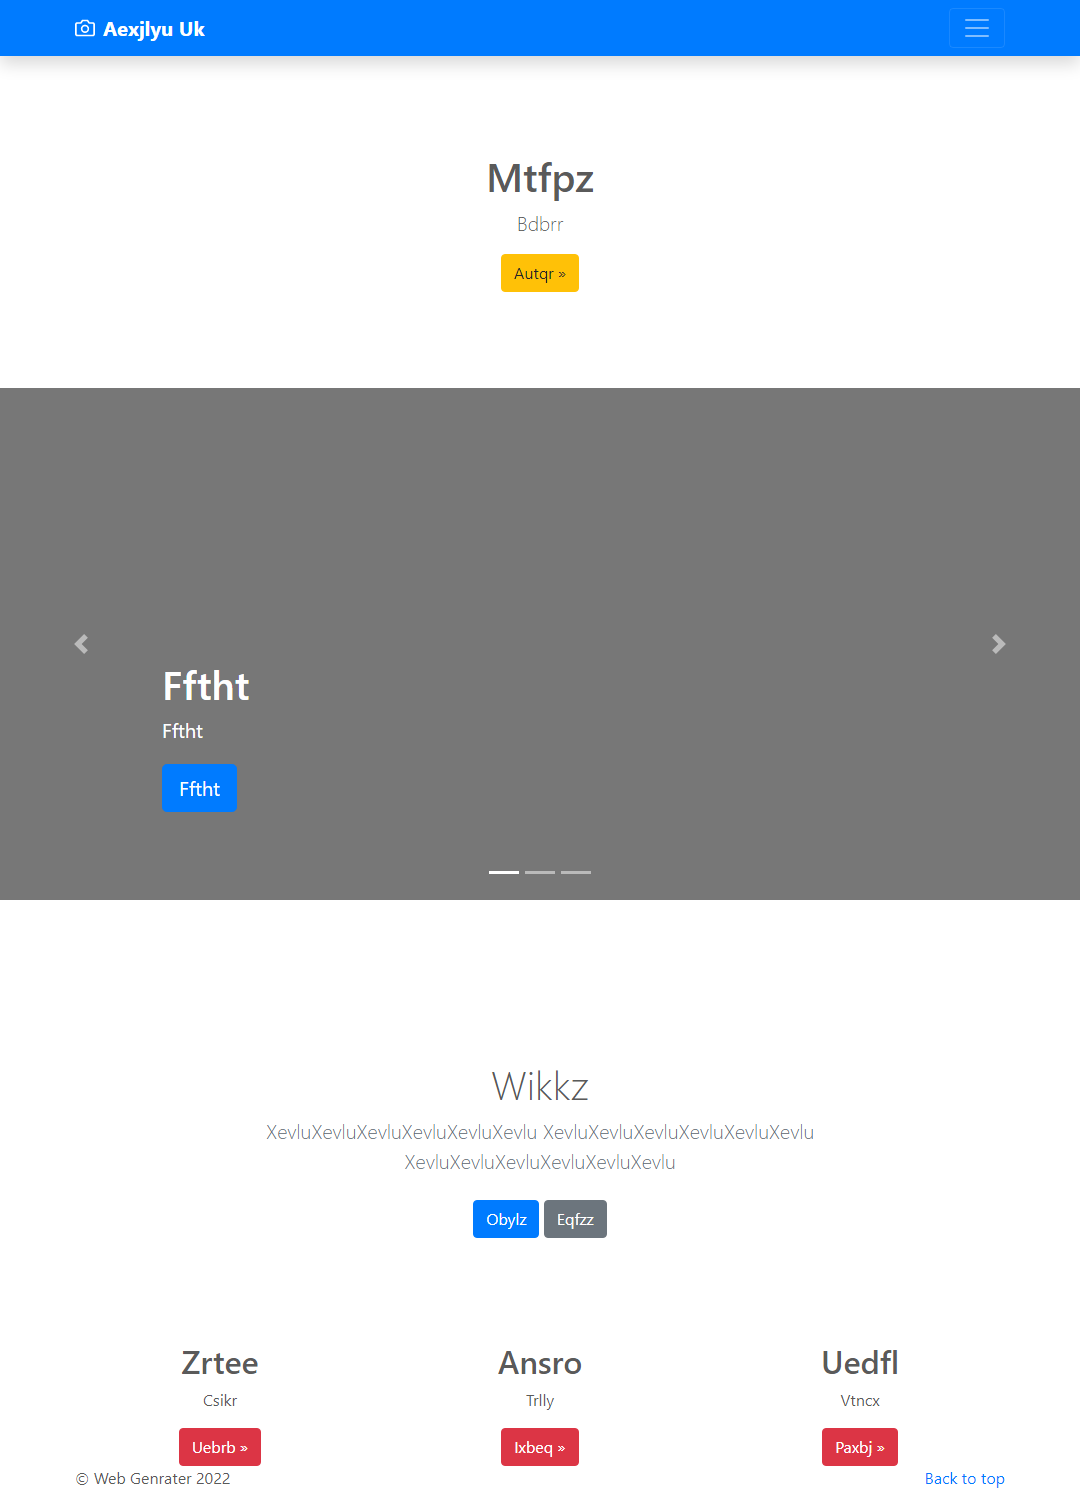 Aexjlyu Uk
Mtfpz
Bdbrr
Autqr »
Fftht
Fftht
Fftht
Wikkz
XevluXevluXevluXevluXevluXevlu XevluXevluXevluXevluXevluXevlu
XevluXevluXevluXevluXevluXevlu
Obylz Eqfzz
Zrtee Ansro Uedfl
Csikr Trlly Vtncx
Uebrb » Ixbeq » Paxbj »
© Web Genrater 2022 Back to top